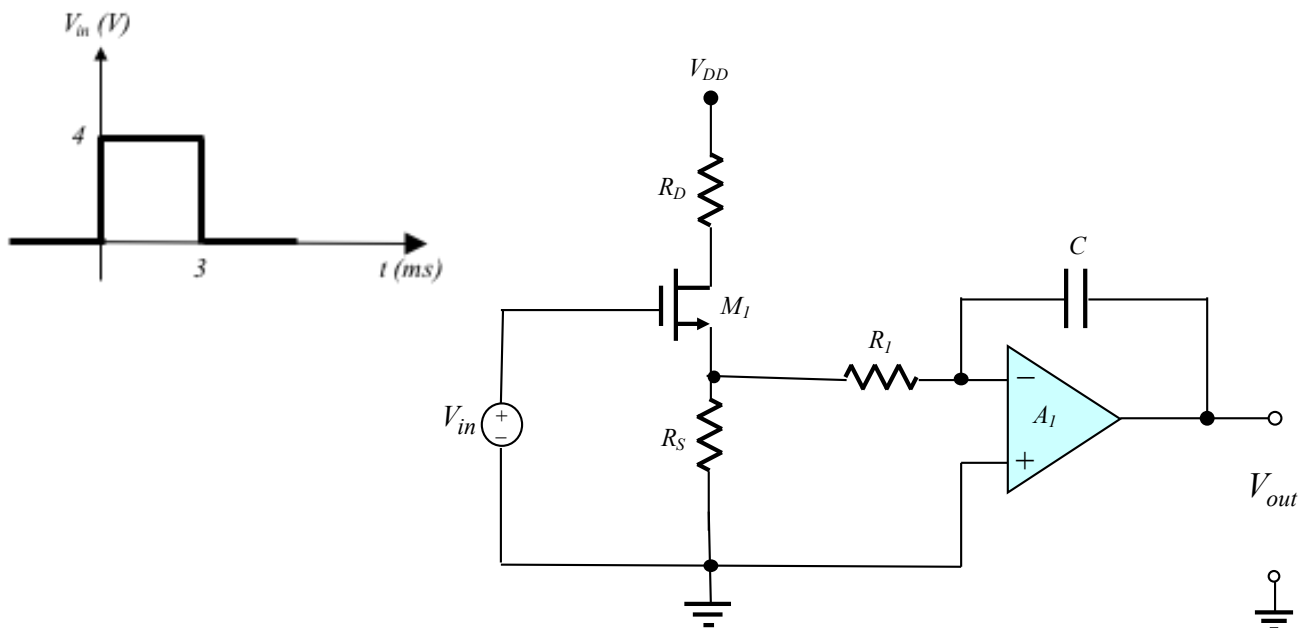 V_in (V)
4
3
t (ms)
V_DD
R_D
M_1
V_in
+
−
R_S
R_1
C
−
A_1
+
V_out